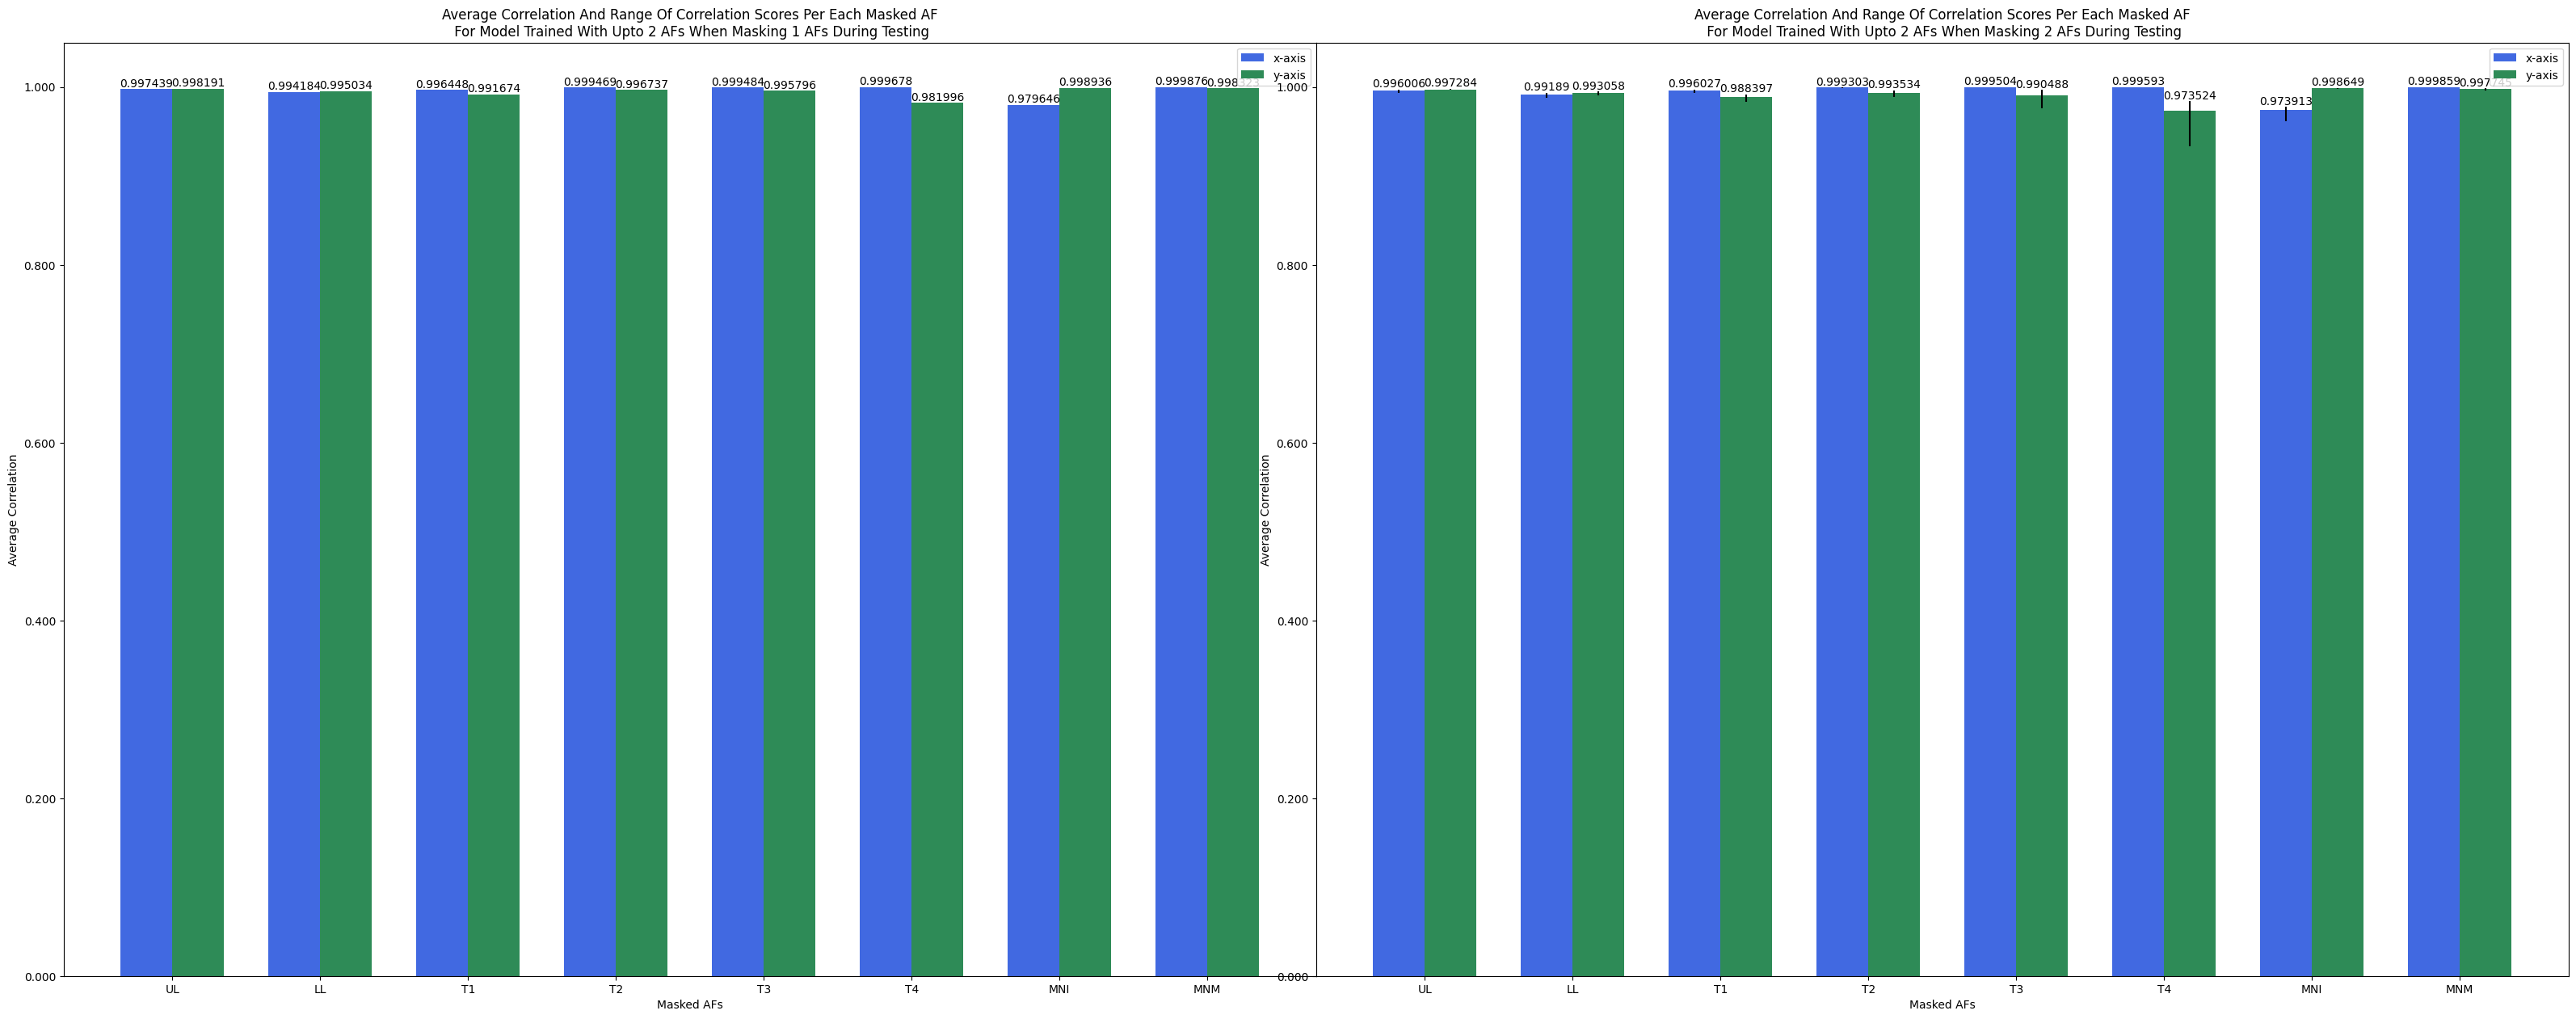 Average Correlation And Range Of Correlation Scores Per Each Masked AF
For Model Trained With Upto 2 AFs When Masking 1 AFs During Testing
x-axis
y-axis
0.997439 0.998191 0.994184 0.995034 0.996448 0.991674 0.999469 0.996737 0.999484 0.995796 0.999678 0.981996 0.979646 0.998936 0.999876
1.000
0.800
0.600
0.400
0.200
0.000
Average Correlation
UL LL T1 T2 T3 T4 MNI MNM
Masked AFs
Average Correlation And Range Of Correlation Scores Per Each Masked AF
For Model Trained With Upto 2 AFs When Masking 2 AFs During Testing
x-axis
y-axis
0.996006 0.997284 0.99189 0.993058 0.996027 0.988397 0.999303 0.993534 0.999504 0.990488 0.999593 0.973524 0.973913 0.998649 0.999859
1.000
0.800
0.600
0.400
0.200
0.000
Average Correlation
UL LL T1 T2 T3 T4 MNI MNM
Masked AFs